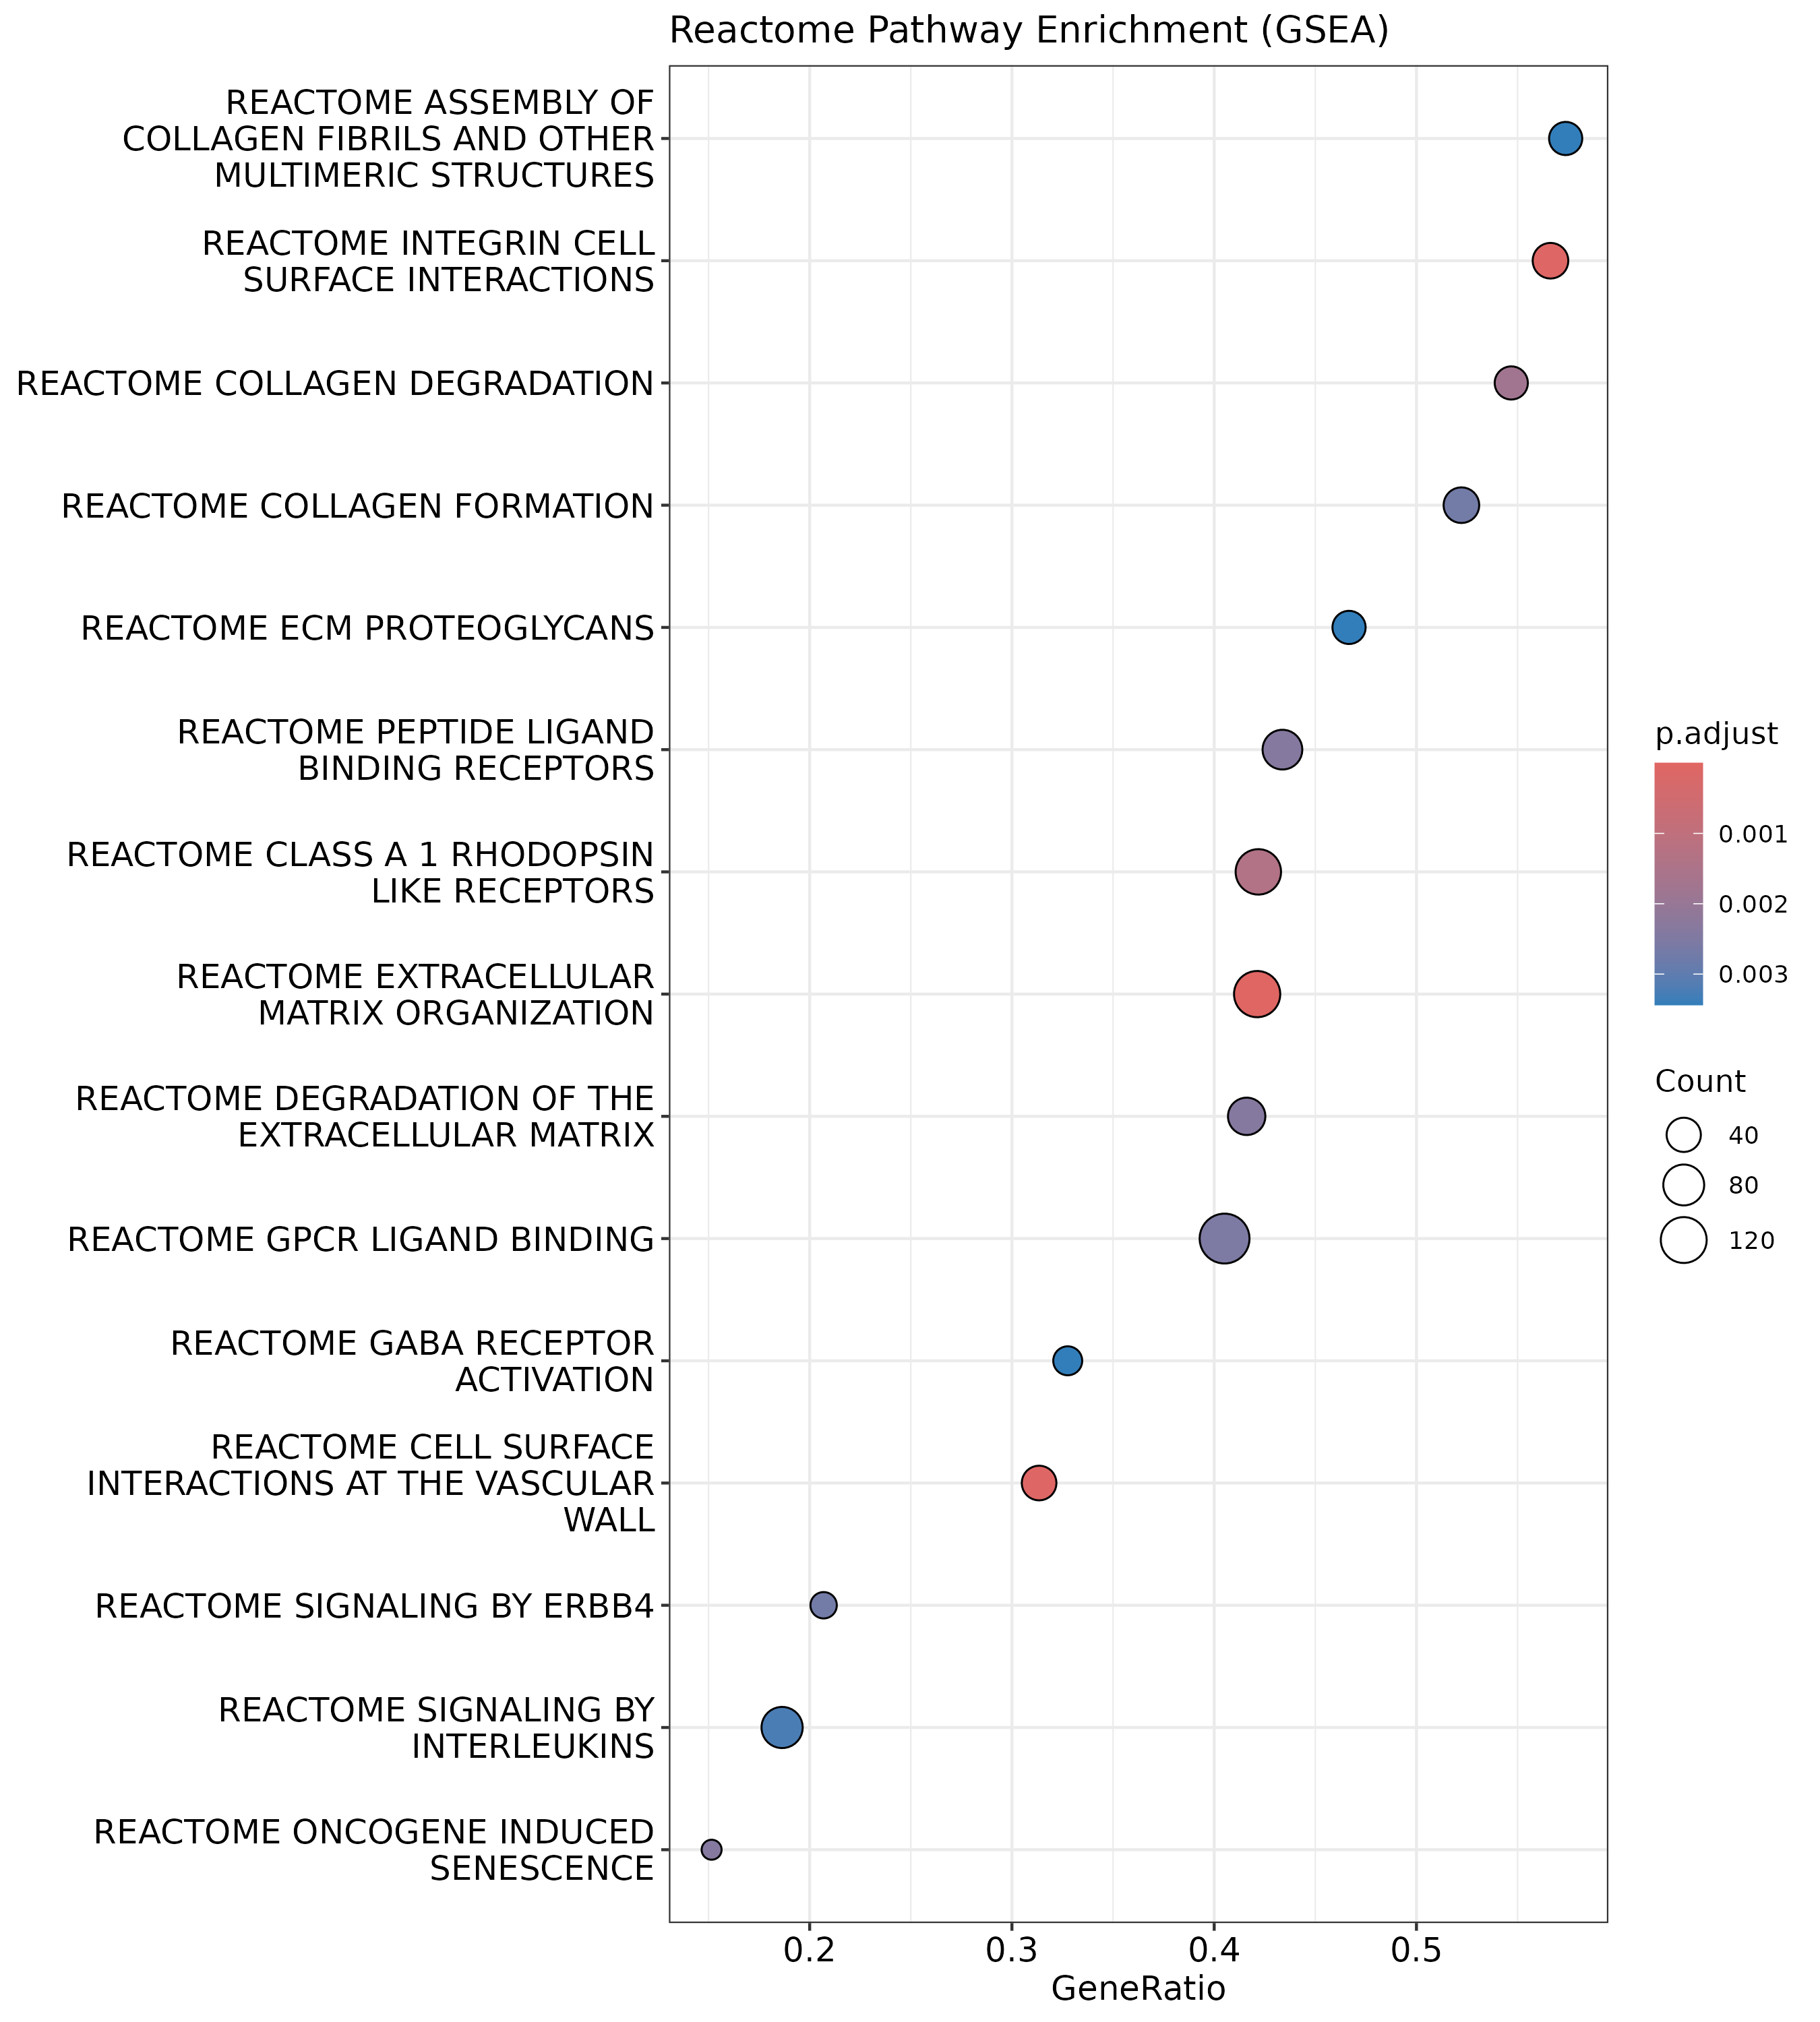 Reactome Pathway Enrichment (GSEA)
REACTOME ASSEMBLY OF
COLLAGEN FIBRILS AND OTHER
MULTIMERIC STRUCTURES
REACTOME INTEGRIN CELL
SURFACE INTERACTIONS
REACTOME COLLAGEN DEGRADATION
REACTOME COLLAGEN FORMATION
REACTOME ECM PROTEOGLYCANS
REACTOME PEPTIDE LIGAND
BINDING RECEPTORS
REACTOME CLASS A 1 RHODOPSIN
LIKE RECEPTORS
REACTOME EXTRACELLULAR
MATRIX ORGANIZATION
REACTOME DEGRADATION OF THE
EXTRACELLULAR MATRIX
REACTOME GPCR LIGAND BINDING
REACTOME GABA RECEPTOR
ACTIVATION
REACTOME CELL SURFACE
INTERACTIONS AT THE VASCULAR
WALL
REACTOME SIGNALING BY ERBB4
REACTOME SIGNALING BY
INTERLEUKINS
REACTOME ONCOGENE INDUCED
SENESCENCE
0.2 0.3 0.4 0.5
GeneRatio
p.adjust
0.001
0.002
0.003
Count
40
80
120